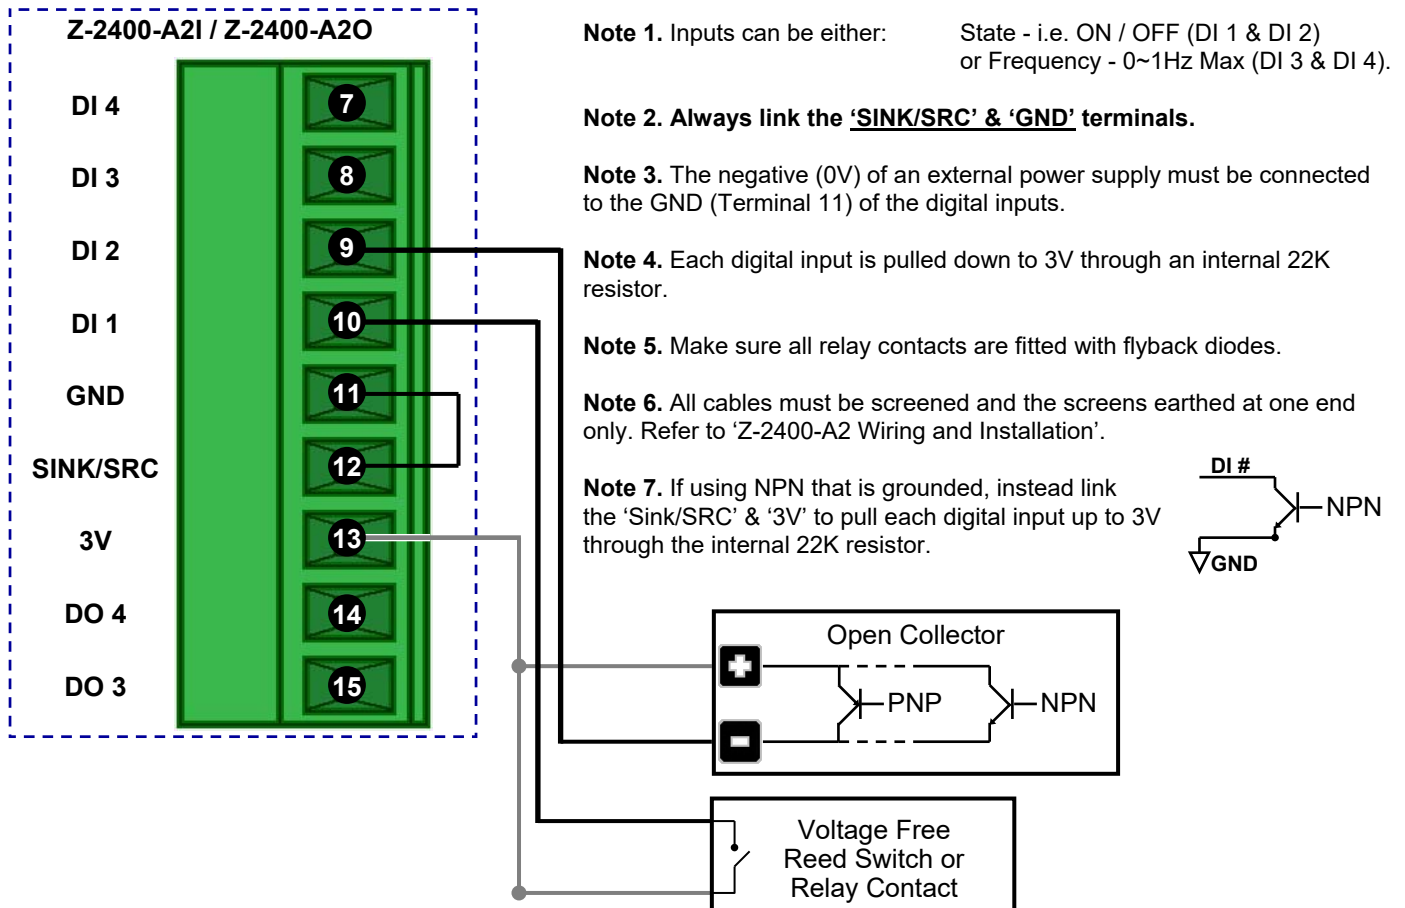 Z-2400-A2I / Z-2400-A2O
DI 4
7
DI 3
8
DI 2
9
DI 1
10
GND
11
SINK/SRC
12
3V
13
DO 4
14
DO 3
15
Note 1. Inputs can be either: State - i.e. ON / OFF (DI 1 & DI 2)
or Frequency - 0~1Hz Max (DI 3 & DI 4).
Note 2. Always link the ‘SINK/SRC’ & ‘GND’ terminals.
Note 3. The negative (0V) of an external power supply must be connected
to the GND (Terminal 11) of the digital inputs.
Note 4. Each digital input is pulled down to 3V through an internal 22K
resistor.
Note 5. Make sure all relay contacts are fitted with flyback diodes.
Note 6. All cables must be screened and the screens earthed at one end
only. Refer to ‘Z-2400-A2 Wiring and Installation’.
Note 7. If using NPN that is grounded, instead link
the ‘Sink/SRC’ & ‘3V’ to pull each digital input up to 3V
through the internal 22K resistor.
DI #
NPN
GND
Open Collector
PNP
NPN
Voltage Free
Reed Switch or
Relay Contact